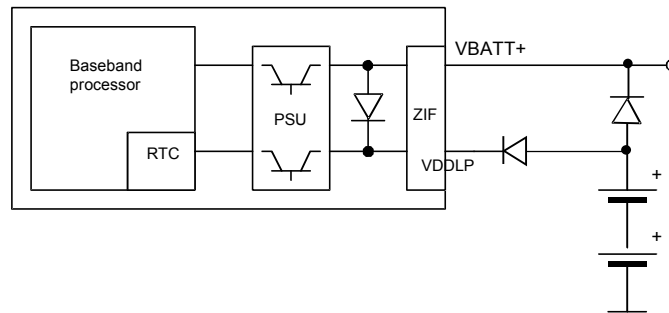 VBATT+
Baseband
processor
PSU
ZIF
RTC
VDDLP
+
+